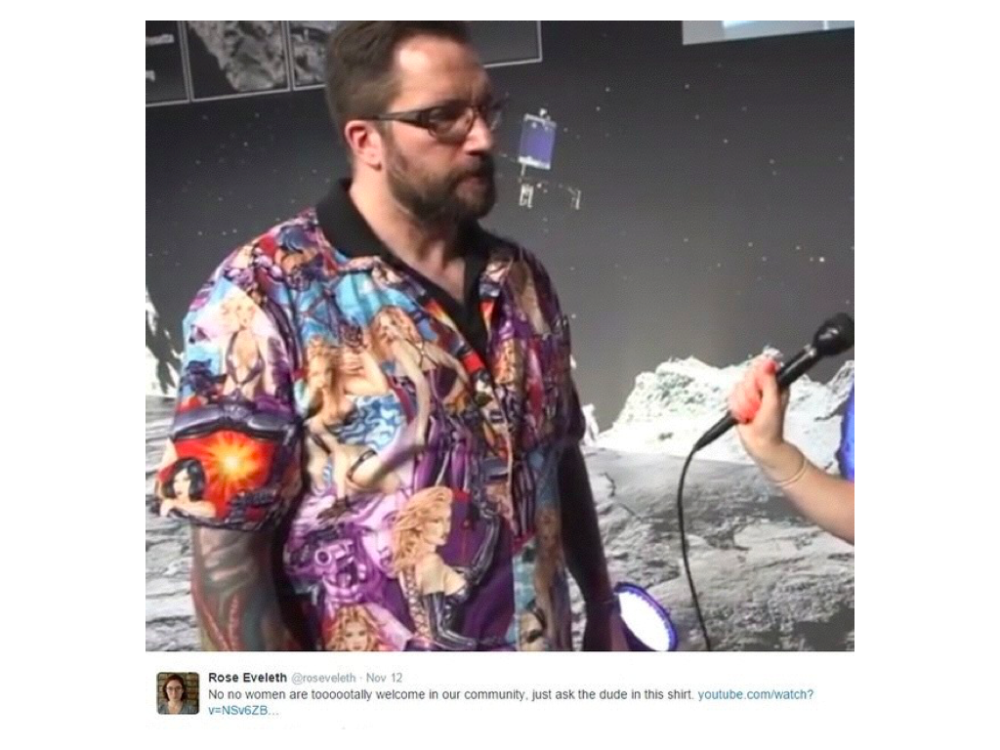 Rose Eveleth @roseveleth · Nov 12
No no women are toooootally welcome in our community, just ask the dude in this shirt. youtube.com/watch?
v=NSv6ZB...